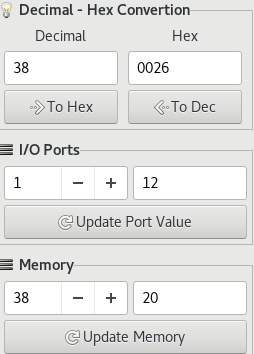 Decimal - Hex Convertion
Decimal Hex
38 0026
To Hex To Dec
I/O Ports
1 12
Update Port Value
Memory
38 20
Update Memory